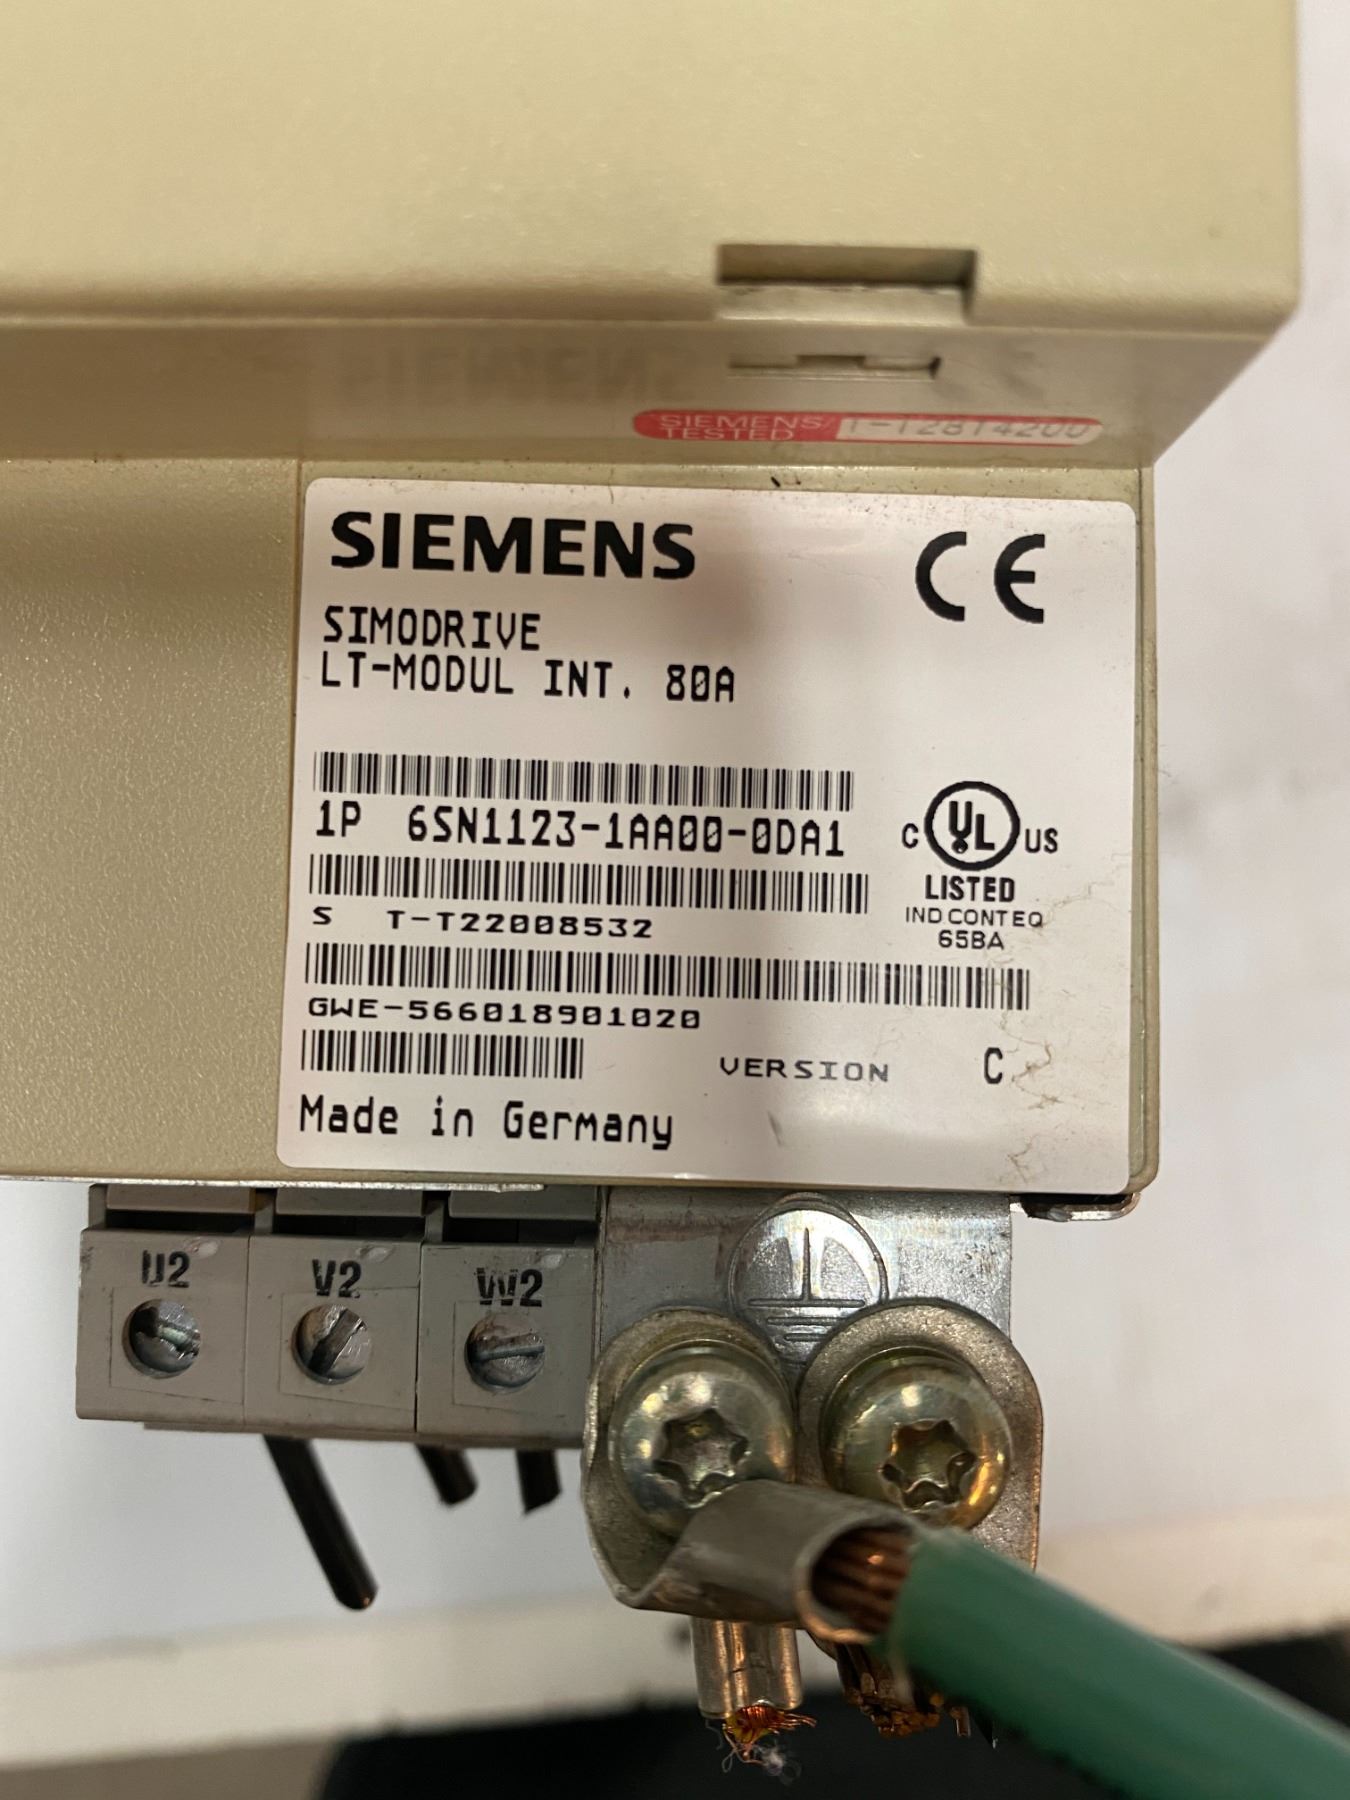 SIEMENS
TESTED
T-T28T4200
SIEMENS
CE
SIMODRIVE
LT-MODUL INT. 80A
1P 6SN1123-1AA00-0DA1
C UL US
LISTED
IND CONT EQ
65BA
S T-T22008532
GWE-566018901020
VERSION C
Made in Germany
U2 V2 W2